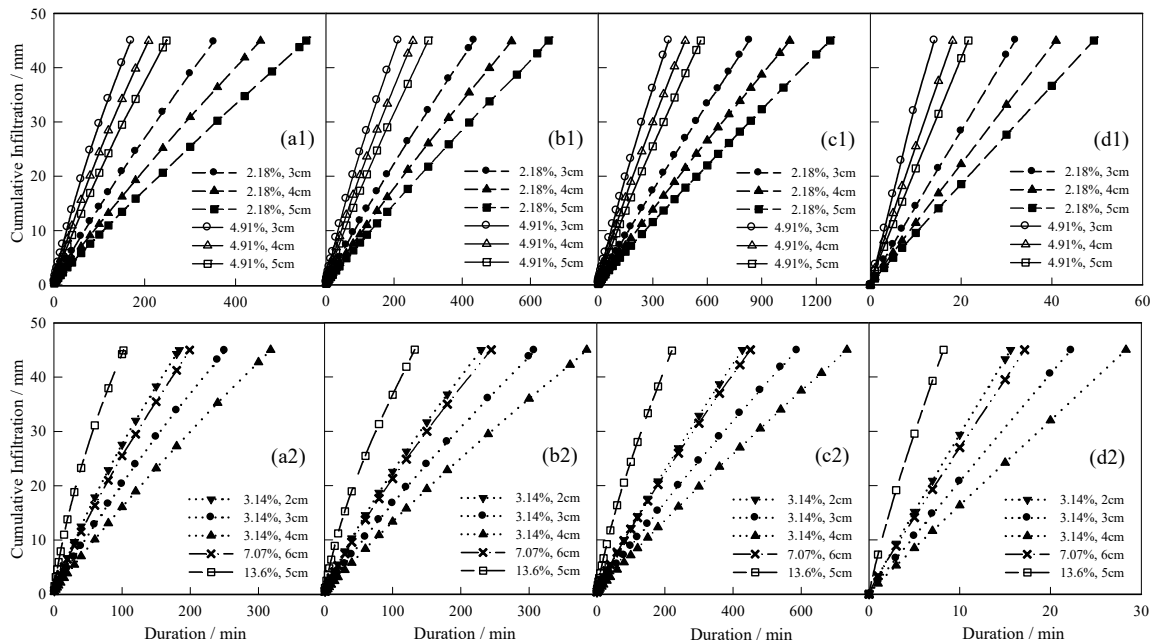 50
40
30
20
10
0
Cumulative Infiltration / mm
(a1)
2.18%, 3cm
2.18%, 4cm
2.18%, 5cm
4.91%, 3cm
4.91%, 4cm
4.91%, 5cm
0 200 400
(b1)
2.18%, 3cm
2.18%, 4cm
2.18%, 5cm
4.91%, 3cm
4.91%, 4cm
4.91%, 5cm
0 200 400 600
(c1)
2.18%, 3cm
2.18%, 4cm
2.18%, 5cm
4.91%, 3cm
4.91%, 4cm
4.91%, 5cm
0 300 600 900 1200
(d1)
2.18%, 3cm
2.18%, 4cm
2.18%, 5cm
4.91%, 3cm
4.91%, 4cm
4.91%, 5cm
0 20 40 60
50
40
30
20
10
0
Cumulative Infiltration / mm
(a2)
3.14%, 2cm
3.14%, 3cm
3.14%, 4cm
7.07%, 6cm
13.6%, 5cm
0 100 200 300
Duration / min
(b2)
3.14%, 2cm
3.14%, 3cm
3.14%, 4cm
7.07%, 6cm
13.6%, 5cm
0 100 200 300
Duration / min
(c2)
3.14%, 2cm
3.14%, 3cm
3.14%, 4cm
7.07%, 6cm
13.6%, 5cm
0 200 400 600
Duration / min
(d2)
3.14%, 2cm
3.14%, 3cm
3.14%, 4cm
7.07%, 6cm
13.6%, 5cm
0 10 20 30
Duration / min